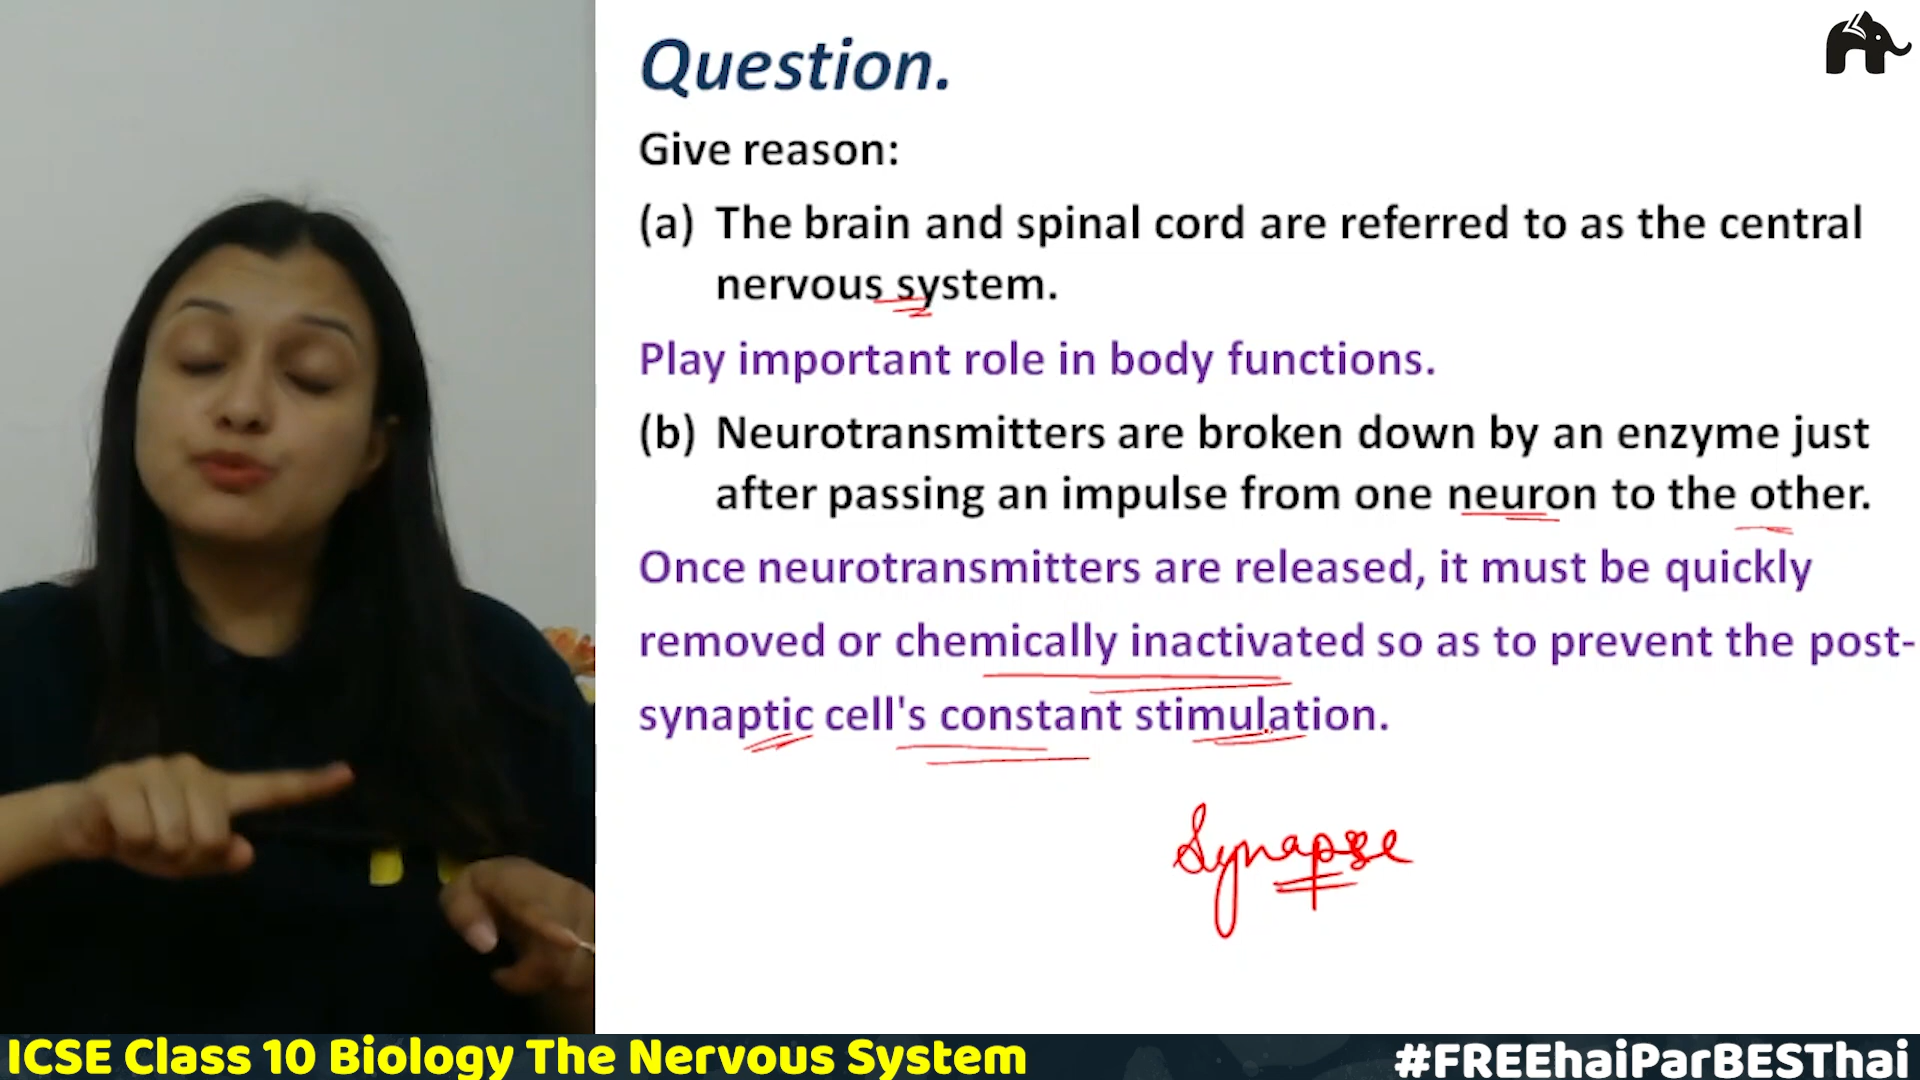 Question.
Give reason:
(a) The brain and spinal cord are referred to as the central
nervous system.
Play important role in body functions.
(b) Neurotransmitters are broken down by an enzyme just
after passing an impulse from one neuron to the other.
Once neurotransmitters are released, it must be quickly
removed or chemically inactivated so as to prevent the post-
synaptic cell's constant stimulation.
Synapse
ICSE Class 10 Biology The Nervous System
#FREEhaiParBESThai